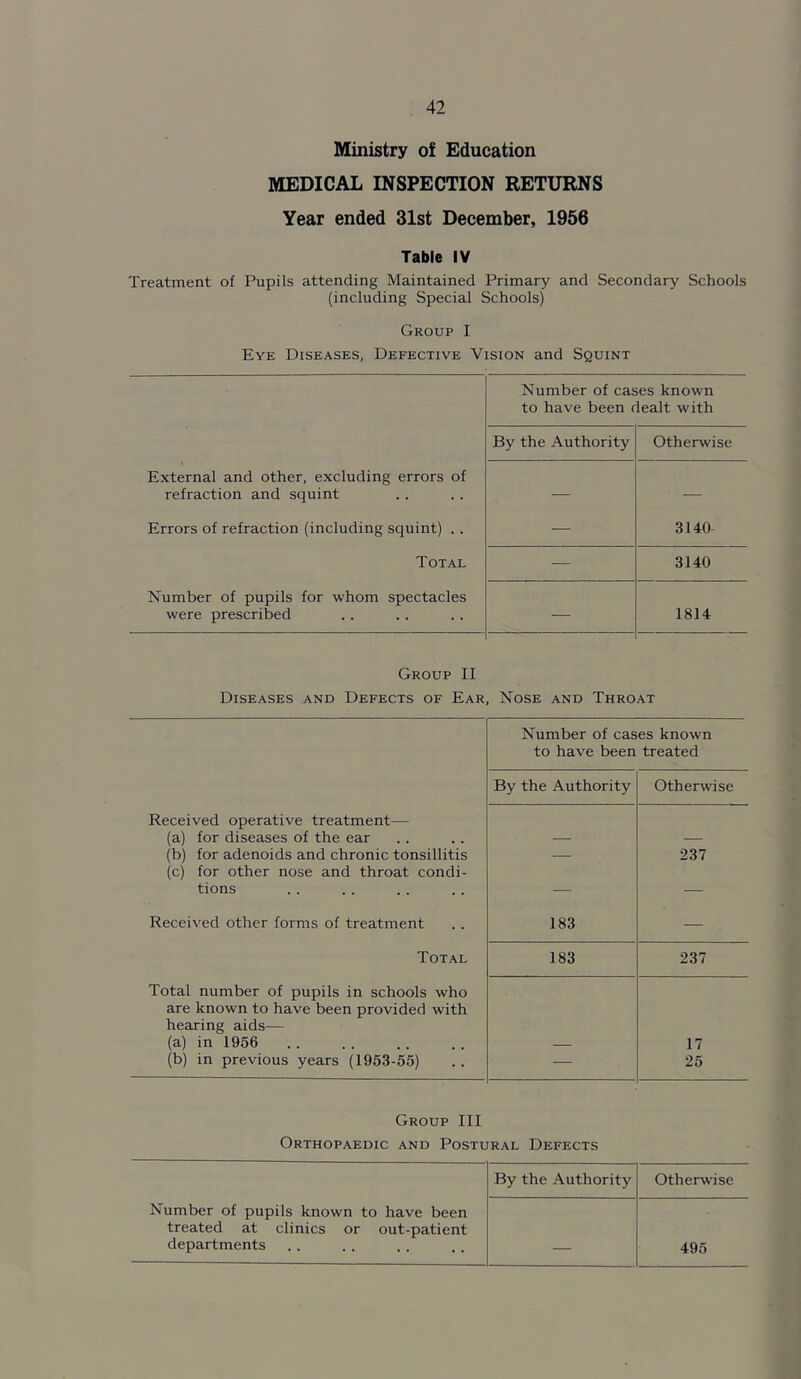 42
Ministry of Education
MEDICAL INSPECTION RETURNS
Year ended 31st December, 1956
Table IV
Treatment of Pupils attending Maintained Primary and Secondary Schools
(including Special Schools)
Group I
Eye Diseases, Defective Vision and Squint
Number of cases known
to have been dealt with
By the Authority Otherwise
External and other, excluding errors of
refraction and squint . . . . — —
Errors of refraction (including squint) . . — 3140
Total — 3140
Number of pupils for whom spectacles
were prescribed . . . . . . — 1814
Group II
Diseases and Defects of Ear, Nose and Throat
Number of cases known
to have been treated
By the Authority Otherwise
Received operative treatment—
(a) for diseases of the ear . . . . — —
(b) for adenoids and chronic tonsillitis — 237
(c) for other nose and throat condi-
tions . . . . . . . . — —
Received other forms of treatment . . 183 —
Total 183 237
Total number of pupils in schools who
are known to have been provided with
hearing aids—
(a) in 1956 . . . . . . . . — 17
(b) in previous years (1953-55) . . — 25
Group III
Orthopaedic and Postural Defects
By the Authority Otherwise
Number of pupils known to have been
treated at clinics or out-patient
departments . . . . . . . . — 495